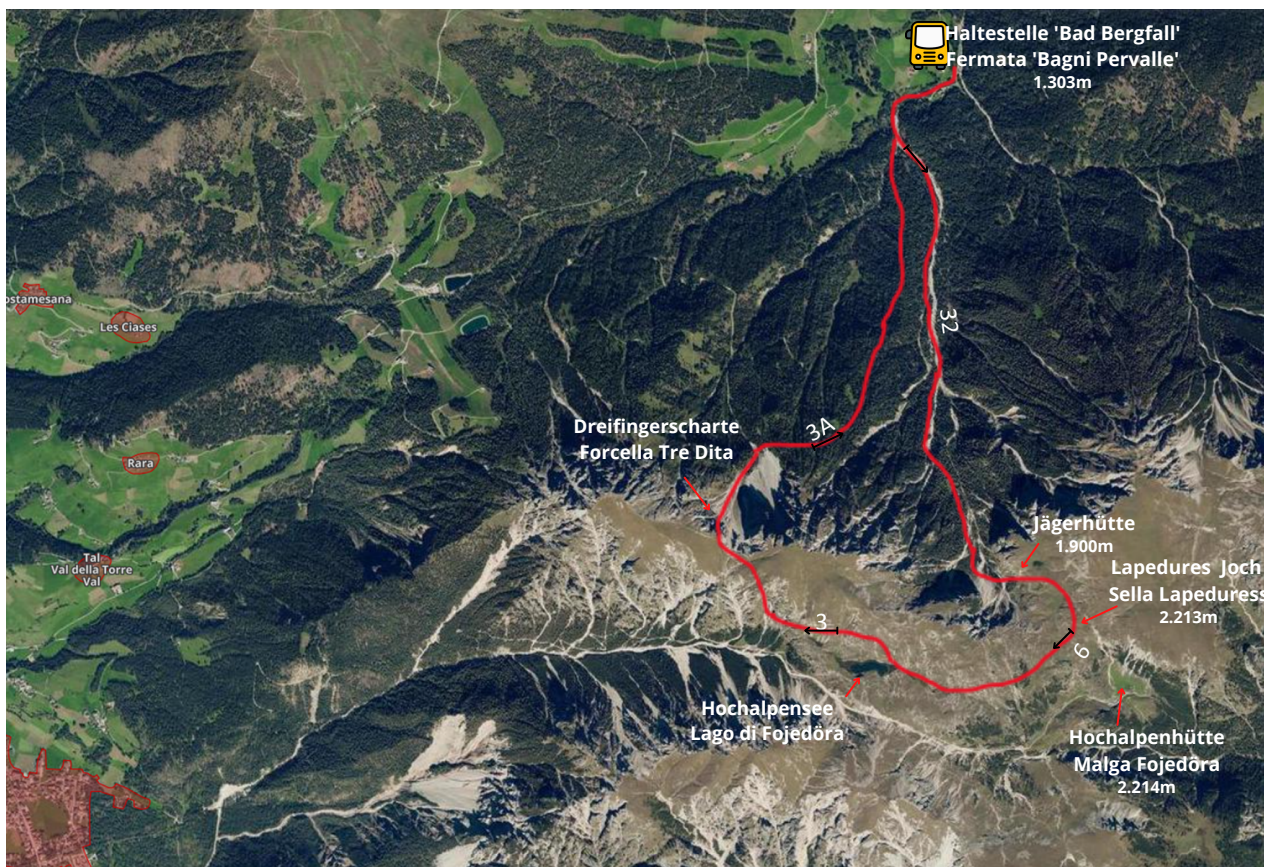 Haltestelle 'Bad Bergfall'
Fermata 'Bagni Pervalle'
1.303m
ostamesana
Les Ciases
32
Dreifingerscharte
Forcella Tre Dita
3A
Rara
Jägerhütte
1.900m
Tal
Val della Torre
Val
Lapedures Joch
Sella Lapeduress
2.213m
3
9
Hochalpensee
Lago di Fojedöra
Hochalpenhütte
Malga Fojedöra
2.214m